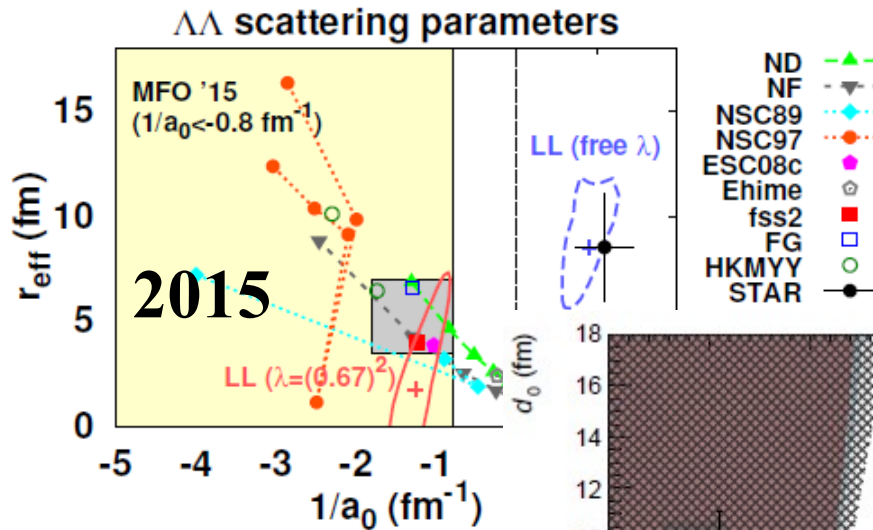 ΛΛ scattering parameters
MFO '15
(1/a₀<-0.8 fm⁻¹)
LL (free λ)
2015
LL (λ=(0.67)²)
r_eff (fm)
15
10
5
0
-5
-4
-3
-2
-1
1/a₀ (fm⁻¹)
ND
NF
NSC89
NSC97
ESC08c
Ehime
fss2
FG
HKMYY
STAR
d₀ (fm)
18
16
14
12